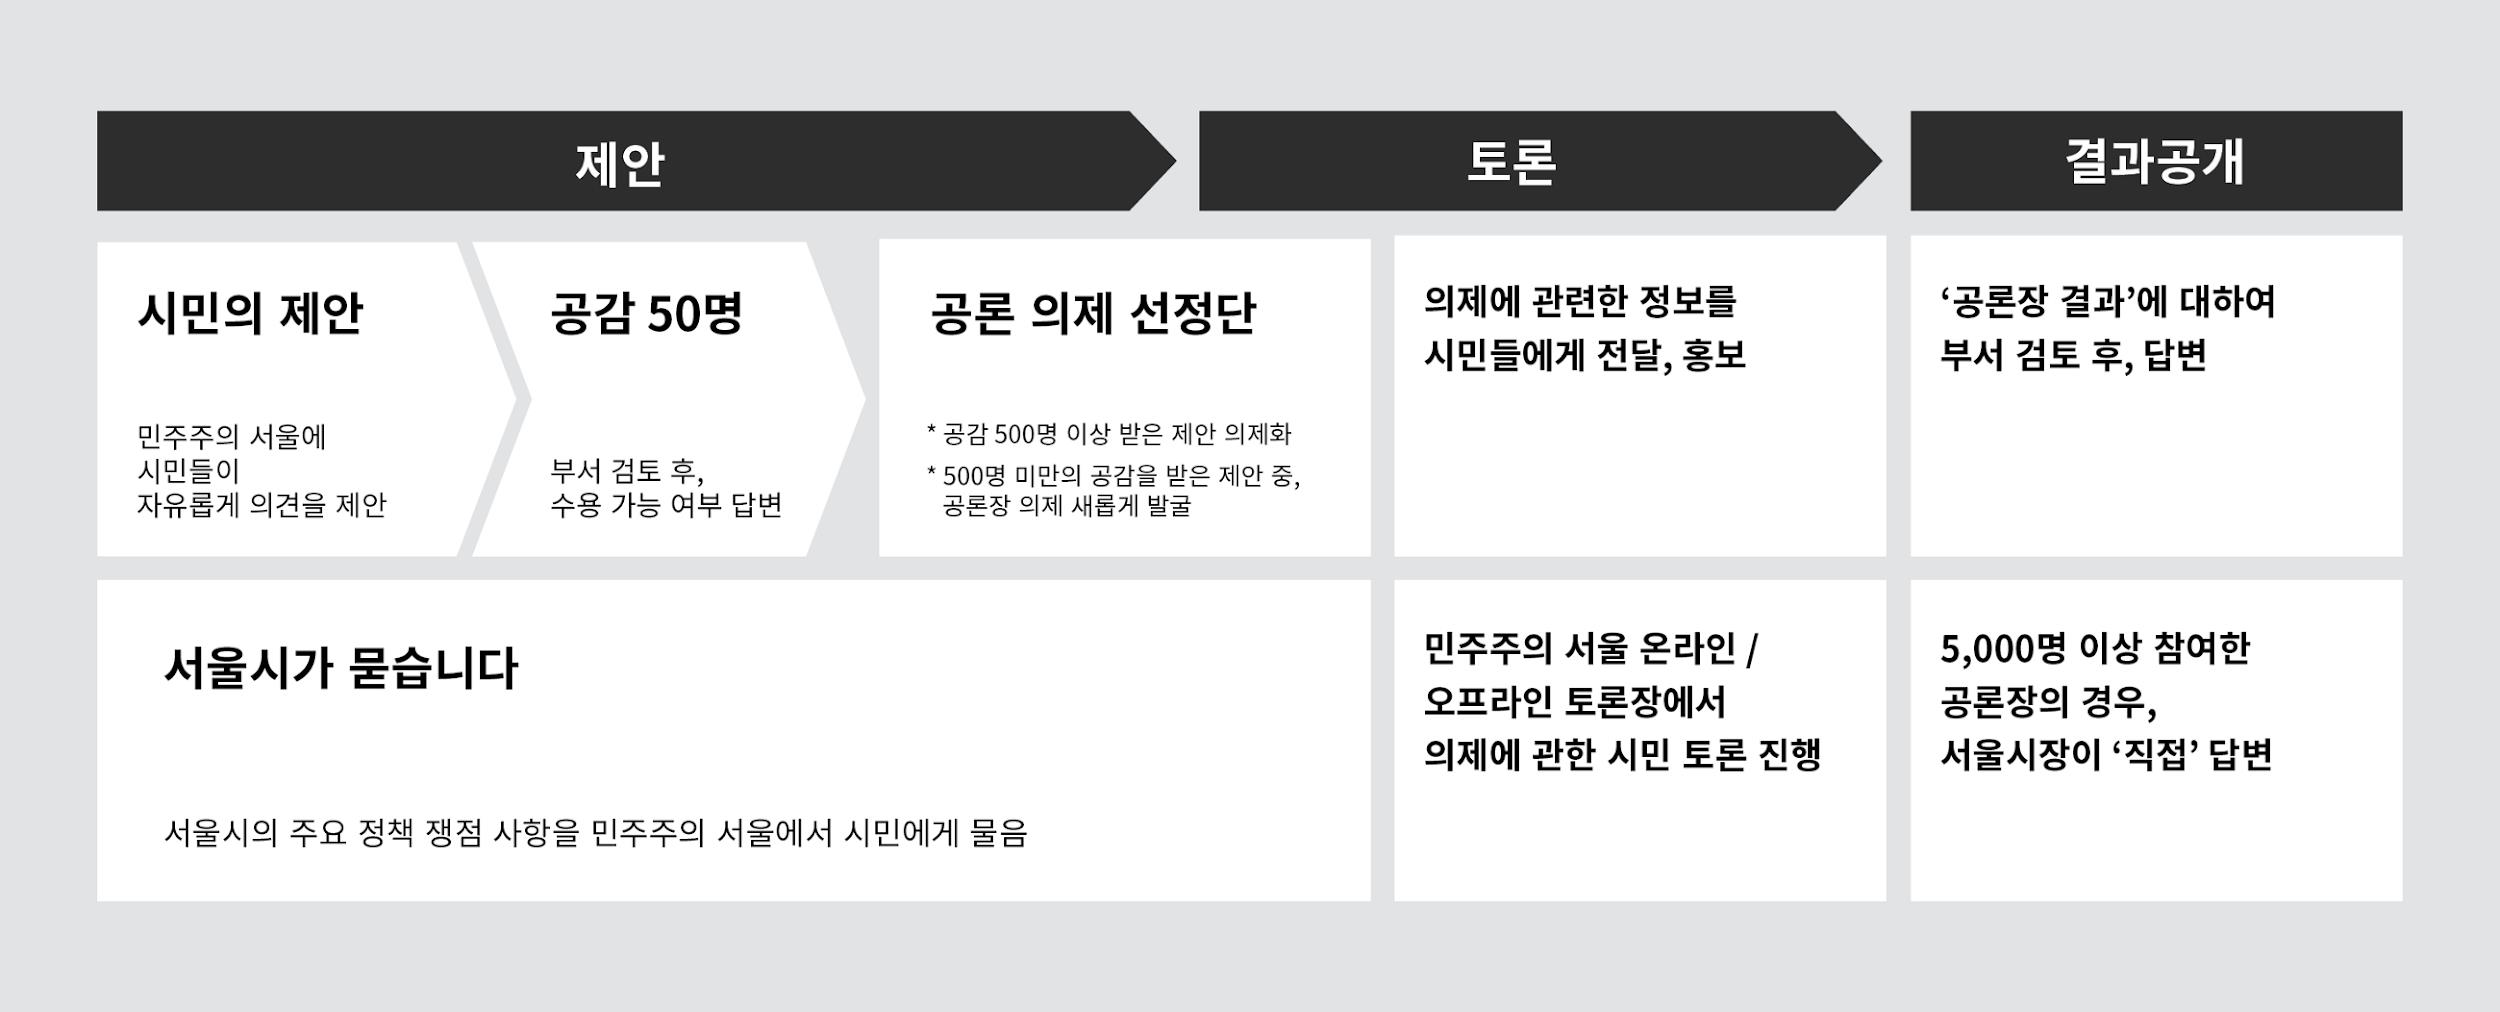 제안
토론
결과공개
시민의 제안
민주주의 서울에
시민들이
자유롭게 의견을 제안
공감 50명
부서 검토 후,
수용 가능 여부 답변
공론 의제 선정단
* 공감 500명 이상 받은 제안 의제화
* 500명 미만의 공감을 받은 제안 중,
공론장 의제 새롭게 발굴
의제에 관련한 정보를
시민들에게 전달, 홍보
‘공론장 결과’에 대하여
부서 검토 후, 답변
서울시가 묻습니다
서울시의 주요 정책 쟁점 사항을 민주주의 서울에서 시민에게 물음
민주주의 서울 온라인 /
오프라인 토론장에서
의제에 관한 시민 토론 진행
5,000명 이상 참여한
공론장의 경우,
서울시장이 ‘직접’ 답변